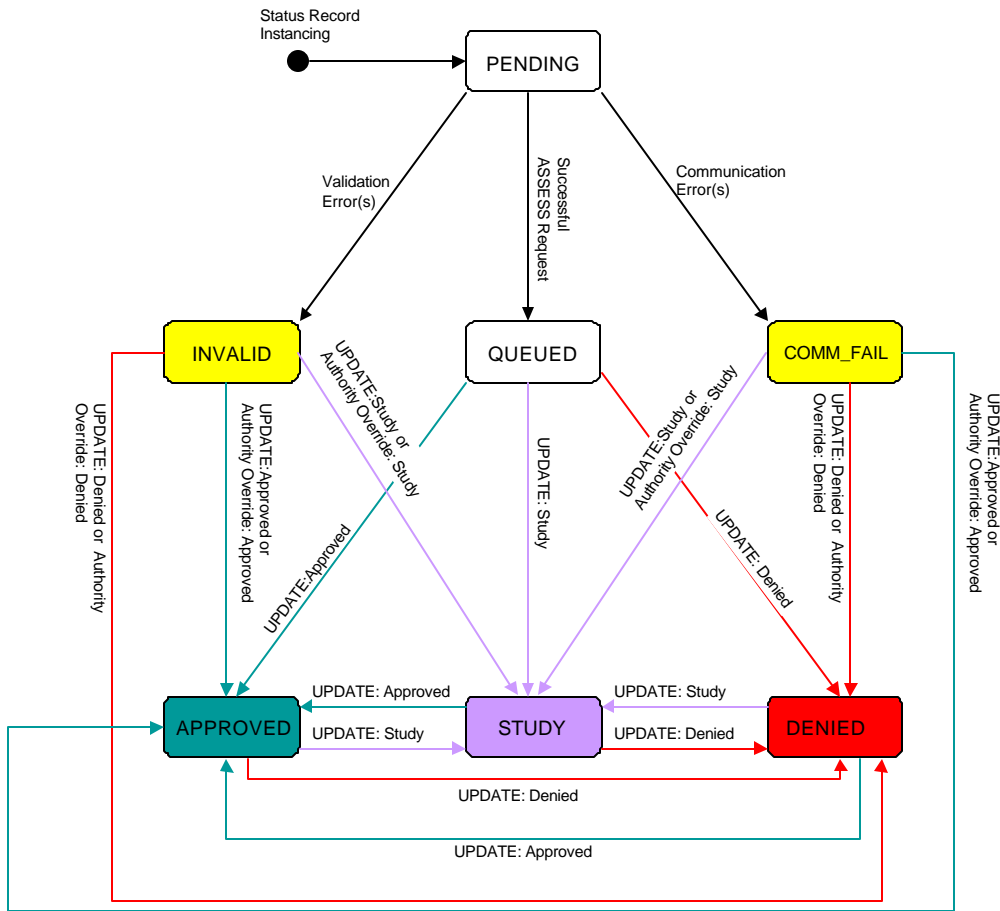 Status Record
Instancing
PENDING
Validation
Error(s)
Successful
ASSESS Request
Communication
Error(s)
INVALID
QUEUED
COMM_FAIL
UPDATE: Denied or  Authority
Override: Denied
UPDATE:Approved or
Authority Override: Approved
UPDATE:Study or
Authority Override: Study
UPDATE:Approved
UPDATE: Study
UPDATE:Study or
Authority Override: Study
UPDATE: Denied
UPDATE: Denied or  Authority
Override: Denied
UPDATE:Approved or
Authority Override: Approved
APPROVED
UPDATE: Approved
UPDATE: Study
STUDY
UPDATE: Study
UPDATE: Denied
DENIED
UPDATE: Denied
UPDATE: Approved